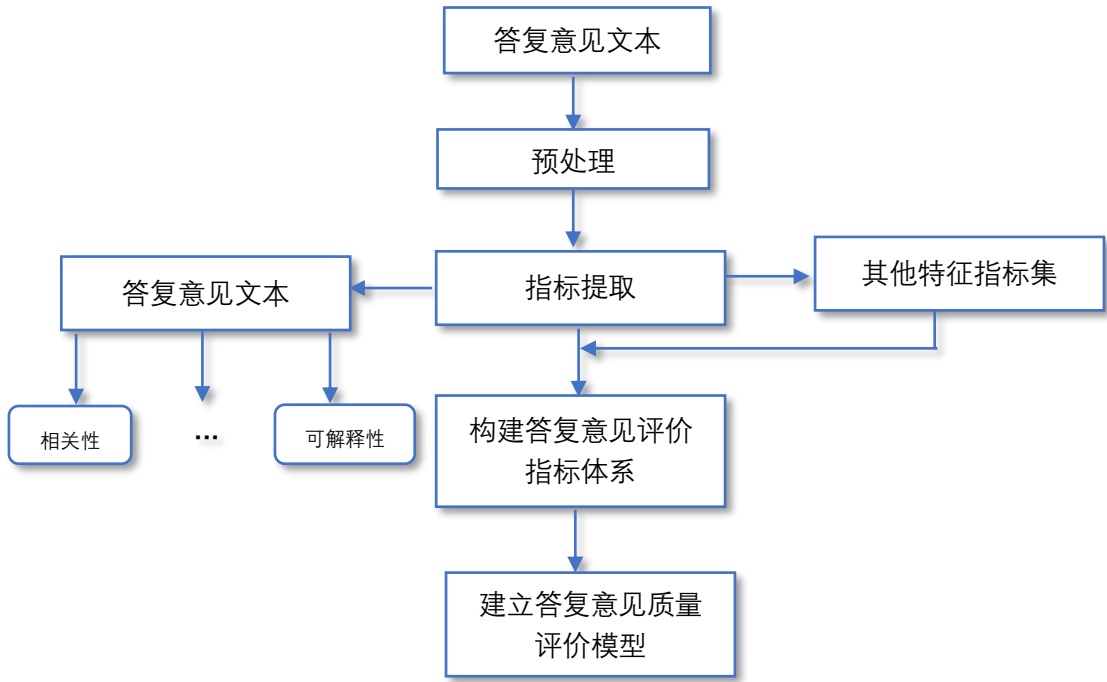 答复意见文本
预处理
指标提取
其他特征指标集
答复意见文本
相关性
...
可解释性
构建答复意见评价
指标体系
建立答复意见质量
评价模型